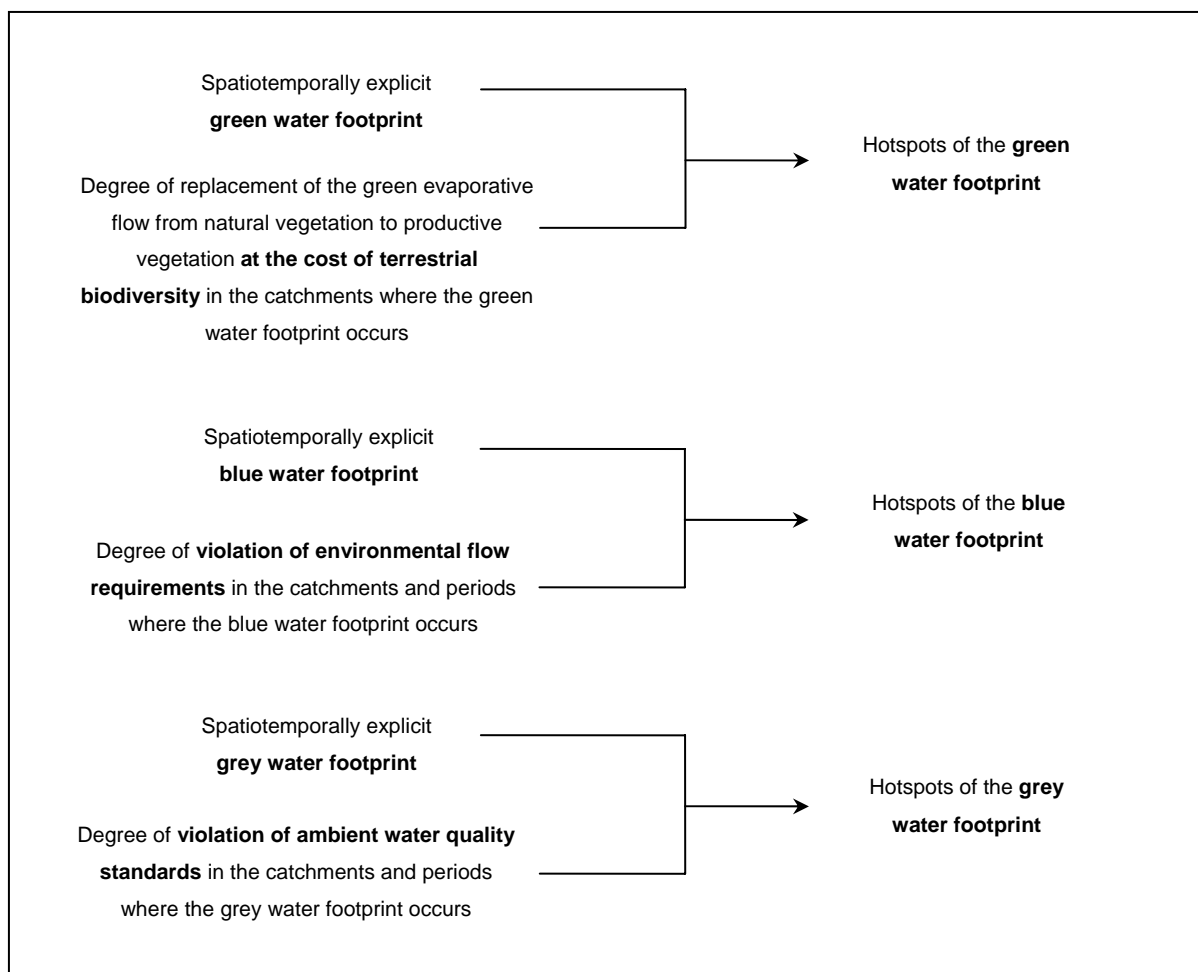 Spatiotemporally explicit
green water footprint
Degree of replacement of the green evaporative
flow from natural vegetation to productive
vegetation at the cost of terrestrial
biodiversity in the catchments where the green
water footprint occurs
Hotspots of the green
water footprint
Spatiotemporally explicit
blue water footprint
Degree of violation of environmental flow
requirements in the catchments and periods
where the blue water footprint occurs
Hotspots of the blue
water footprint
Spatiotemporally explicit
grey water footprint
Degree of violation of ambient water quality
standards in the catchments and periods
where the grey water footprint occurs
Hotspots of the grey
water footprint